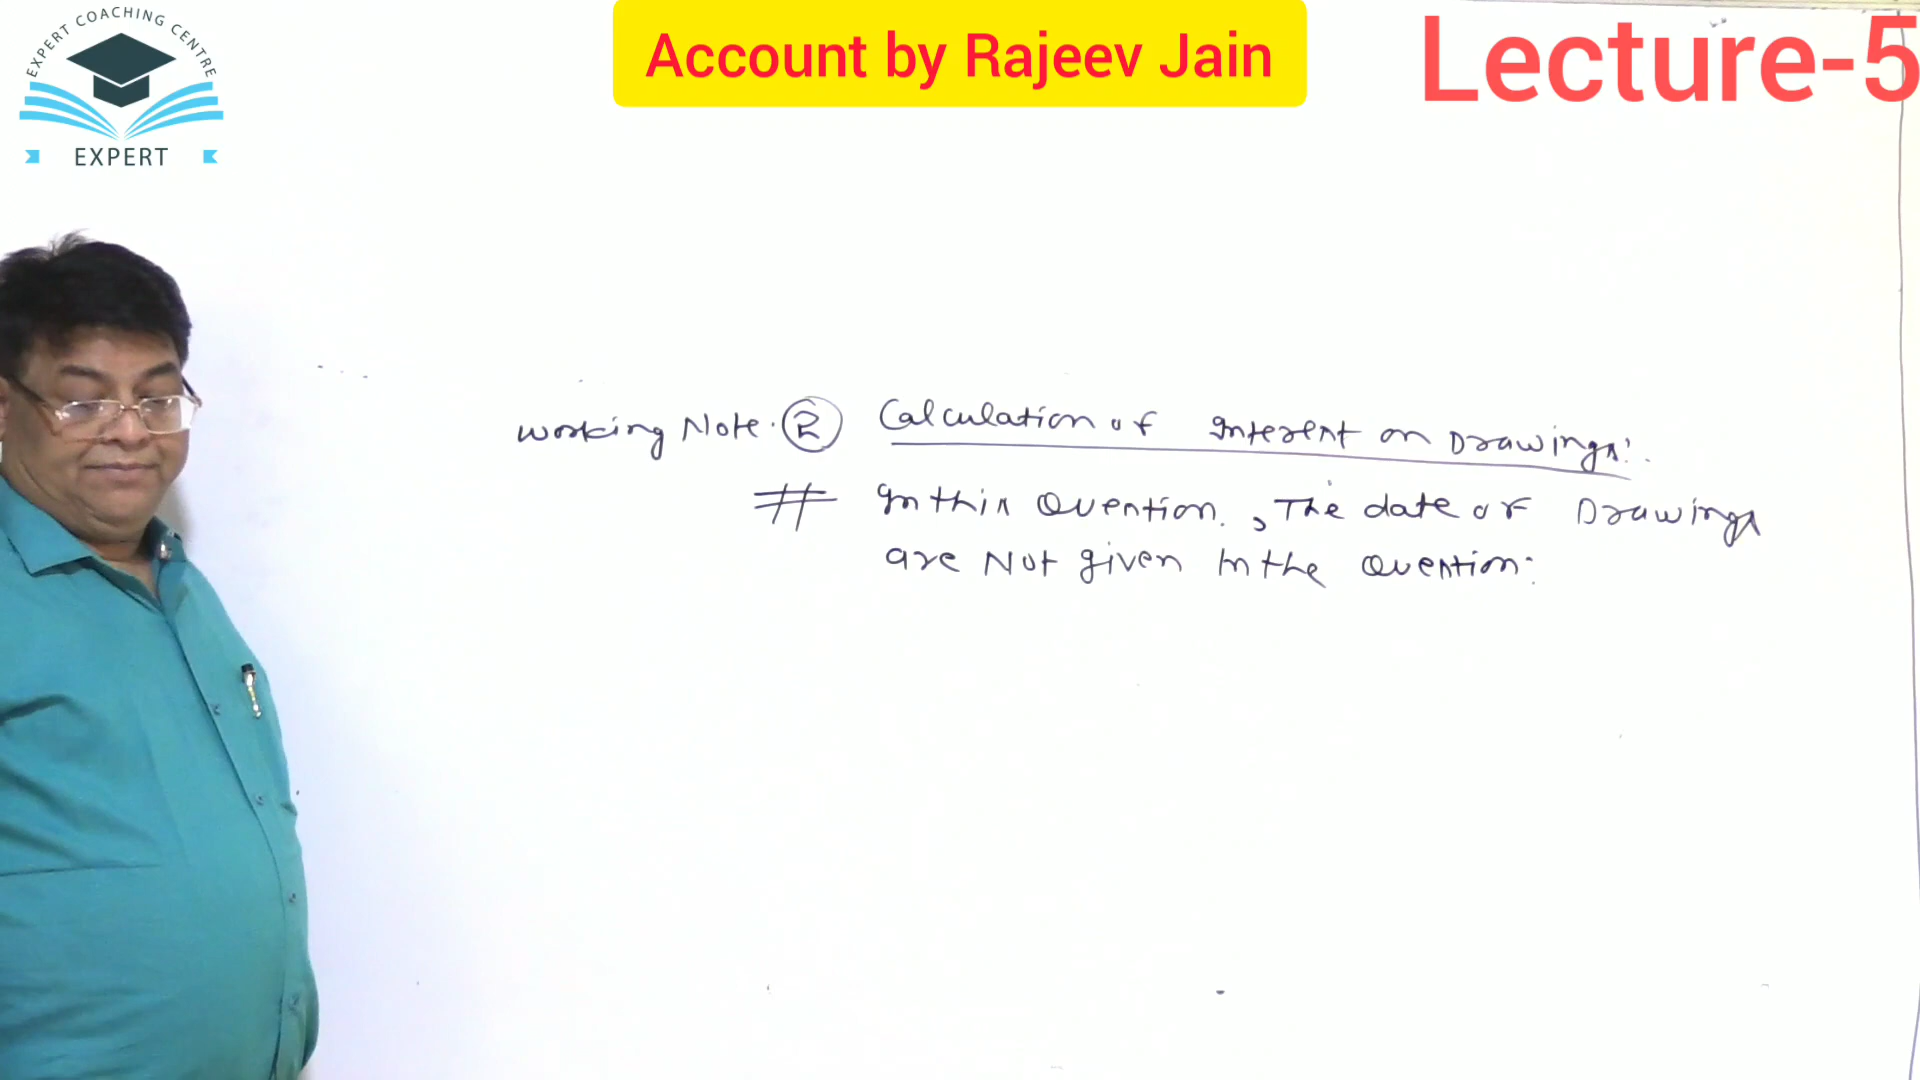 EXPERT COACHING CENTRE
EXPERT
Account by Rajeev Jain
Lecture-5
Working Note. 2 Calculation of Interest on Drawings:
# In this Question, The date of Drawings
are Not given In the Question: